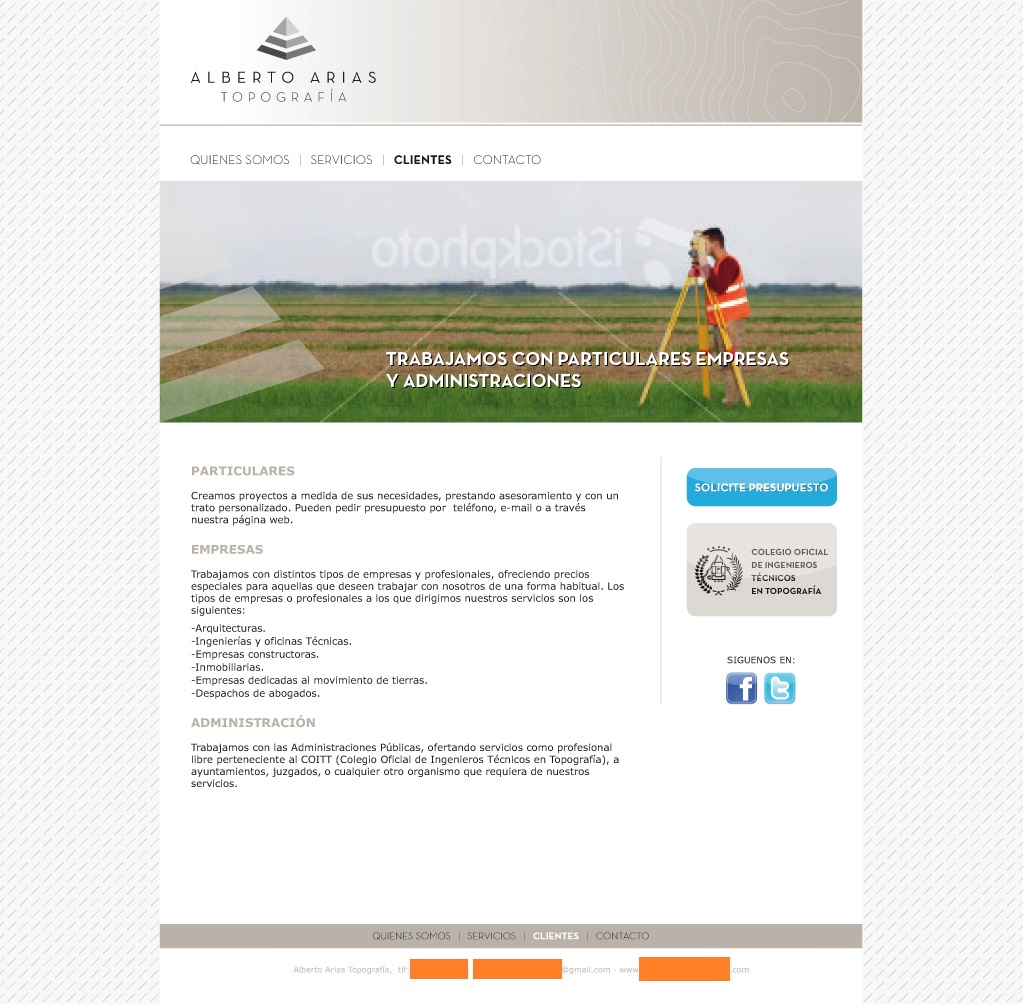 ALBERTO ARIAS
TOPOGRAFÍA
QUIENES SOMOS | SERVICIOS | CLIENTES | CONTACTO
iStockphoto
TRABAJAMOS CON PARTICULARES EMPRESAS
Y ADMINISTRACIONES
PARTICULARES
Creamos proyectos a medida de sus necesidades, prestando asesoramiento y con un
trato personalizado. Pueden pedir presupuesto por teléfono, e-mail o a través
nuestra página web.
EMPRESAS
Trabajamos con distintos tipos de empresas y profesionales, ofreciendo precios
especiales para aquellas que deseen trabajar con nosotros de una forma habitual. Los
tipos de empresas o profesionales a los que dirigimos nuestros servicios son los
siguientes:
-Arquitecturas.
-Ingenierías y oficinas Técnicas.
-Empresas constructoras.
-Inmobiliarias.
-Empresas dedicadas al movimiento de tierras.
-Despachos de abogados.
ADMINISTRACIÓN
Trabajamos con las Administraciones Públicas, ofertando servicios como profesional
libre perteneciente al COITT (Colegio Oficial de Ingenieros Técnicos en Topografía), a
ayuntamientos, juzgados, o cualquier otro organismo que requiera de nuestros
servicios.
SOLICITE PRESUPUESTO
COLEGIO OFICIAL
DE INGENIEROS
TÉCNICOS
EN TOPOGRAFÍA
SIGUENOS EN:
QUIENES SOMOS | SERVICIOS | CLIENTES | CONTACTO
Alberto Arias Topografía, tlf: @gmail.com - www .com